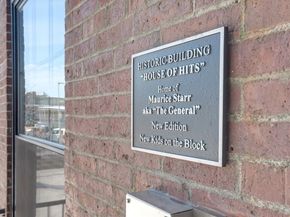 HISTORIC BUILDING
"HOUSE OF HITS"
Home of
Maurice Starr
aka "The General"
New Edition
New Kids on the Block